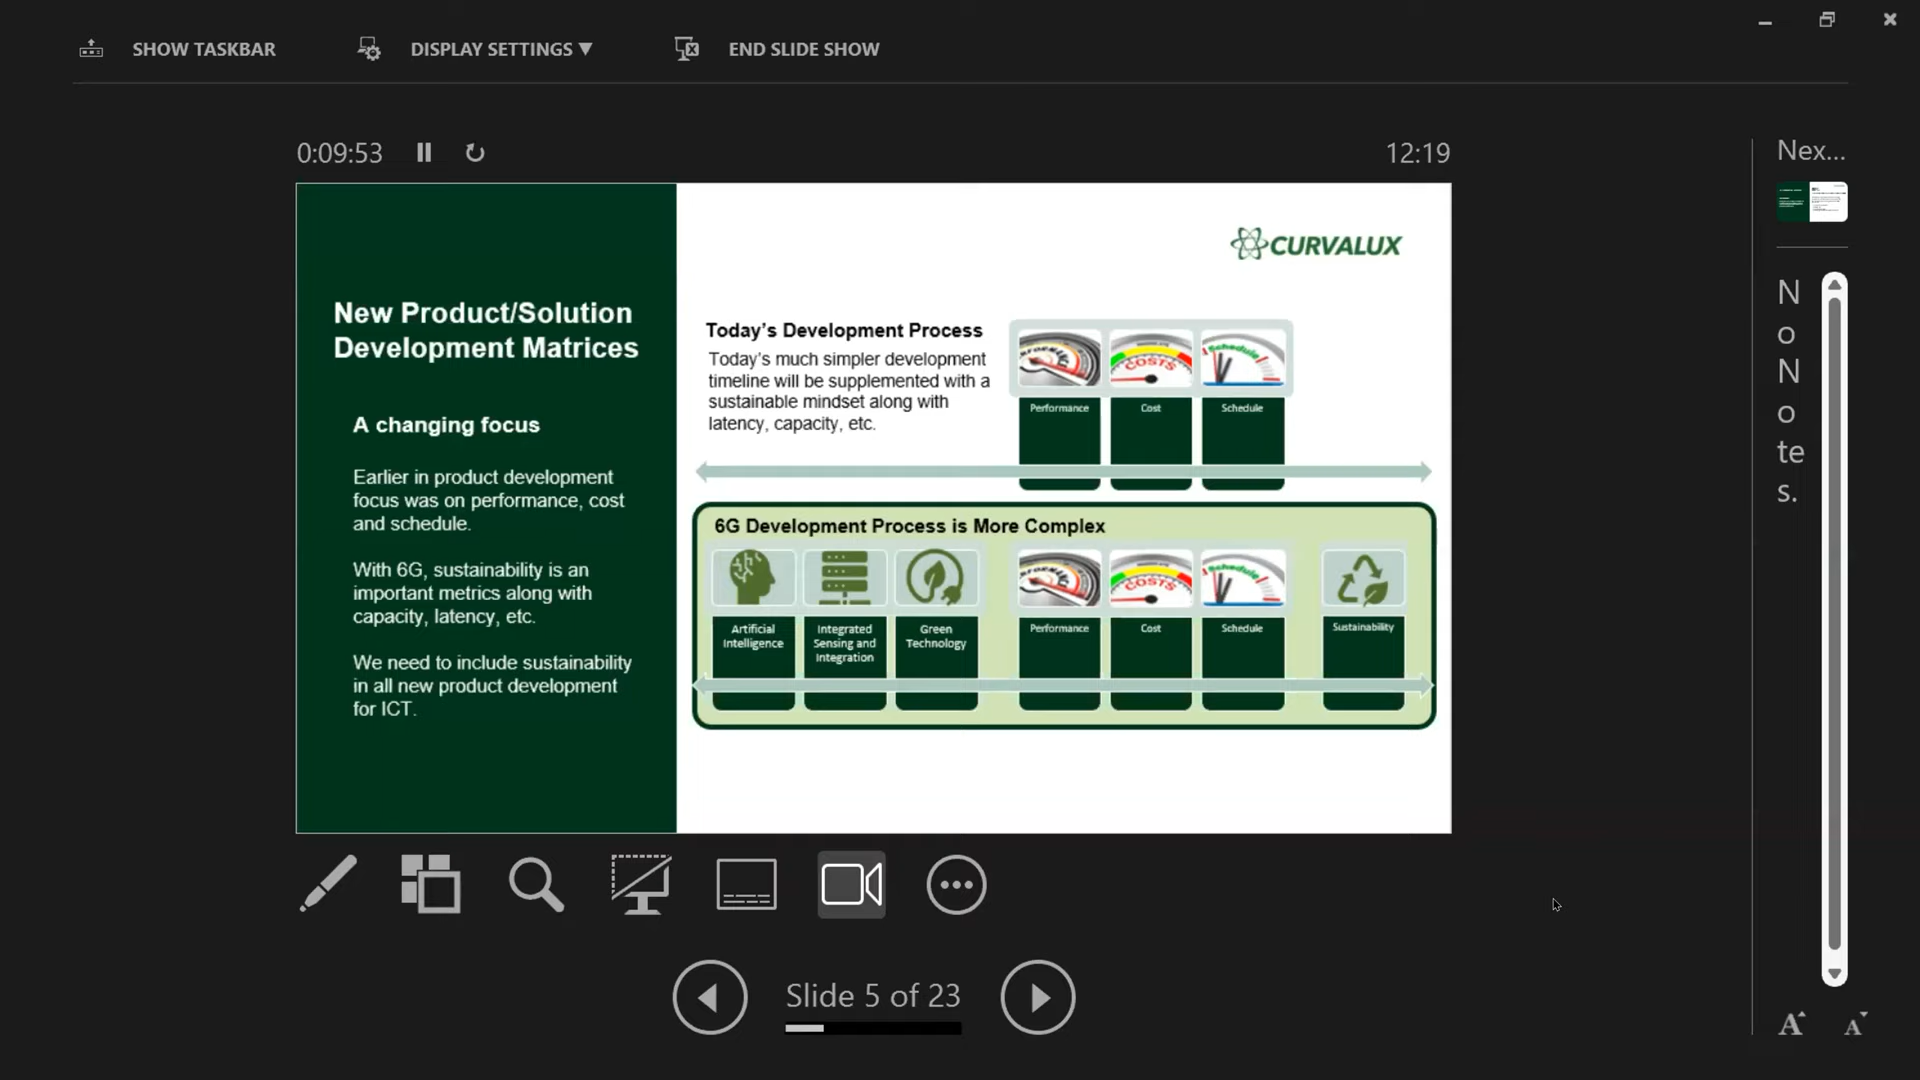 SHOW TASKBAR
DISPLAY SETTINGS ▼
END SLIDE SHOW
0:09:53
12:19
Nex...
CURVALUX
New Product/Solution
Development Matrices
A changing focus
Earlier in product development
focus was on performance, cost
and schedule.
With 6G, sustainability is an
important metrics along with
capacity, latency, etc.
We need to include sustainability
in all new product development
for ICT.
Today's Development Process
Today's much simpler development
timeline will be supplemented with a
sustainable mindset along with
latency, capacity, etc.
COSTS
Schedule
Performance
Cost
Schedule
6G Development Process is More Complex
COSTS
Schedule
Artificial
Intelligence
Integrated
Sensing and
Integration
Green
Technology
Performance
Cost
Schedule
Sustainability
N
o
N
o
te
s.
Slide 5 of 23
A
A